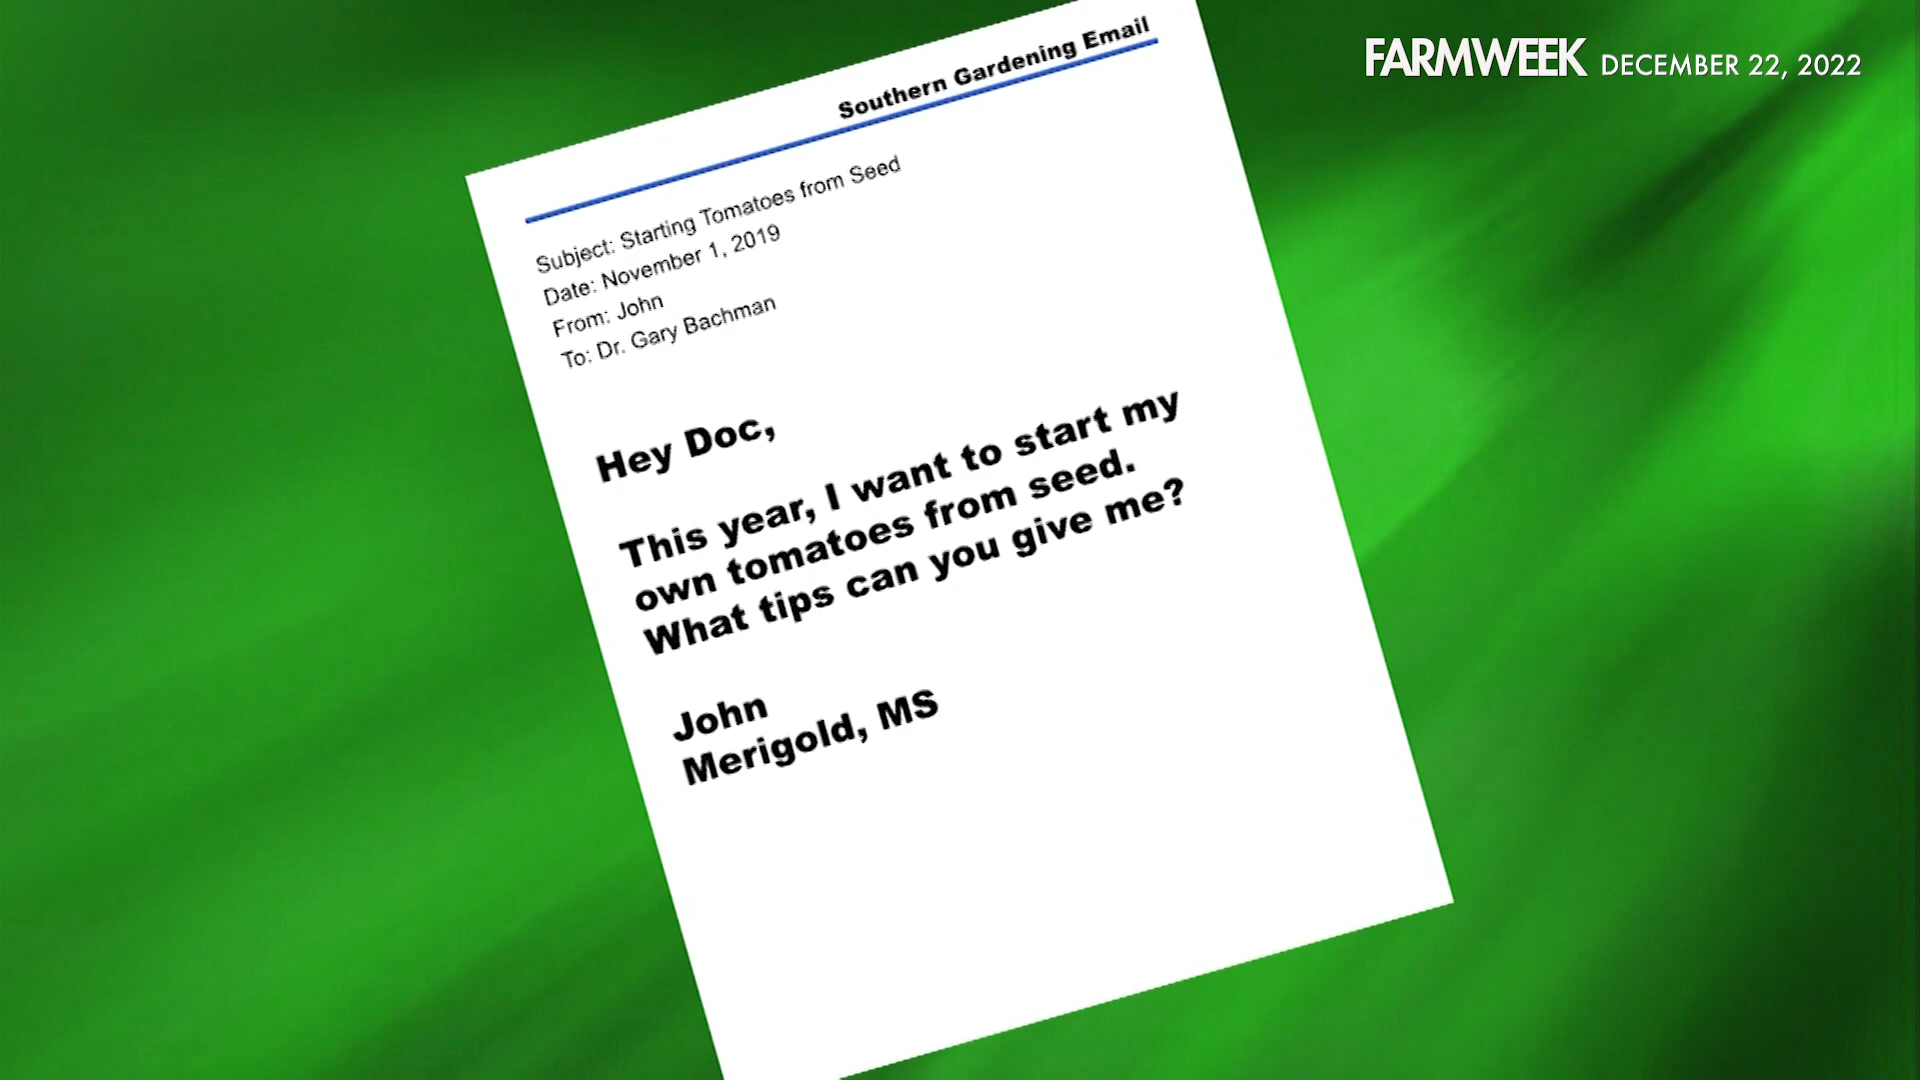 FARMWEEK DECEMBER 22, 2022
Southern Gardening Email
Subject: Starting Tomatoes from Seed
Date: November 1, 2019
From: John
To: Dr. Gary Bachman
Hey Doc,
This year, I want to start my
own tomatoes from seed.
What tips can you give me?
John
Merigold, MS